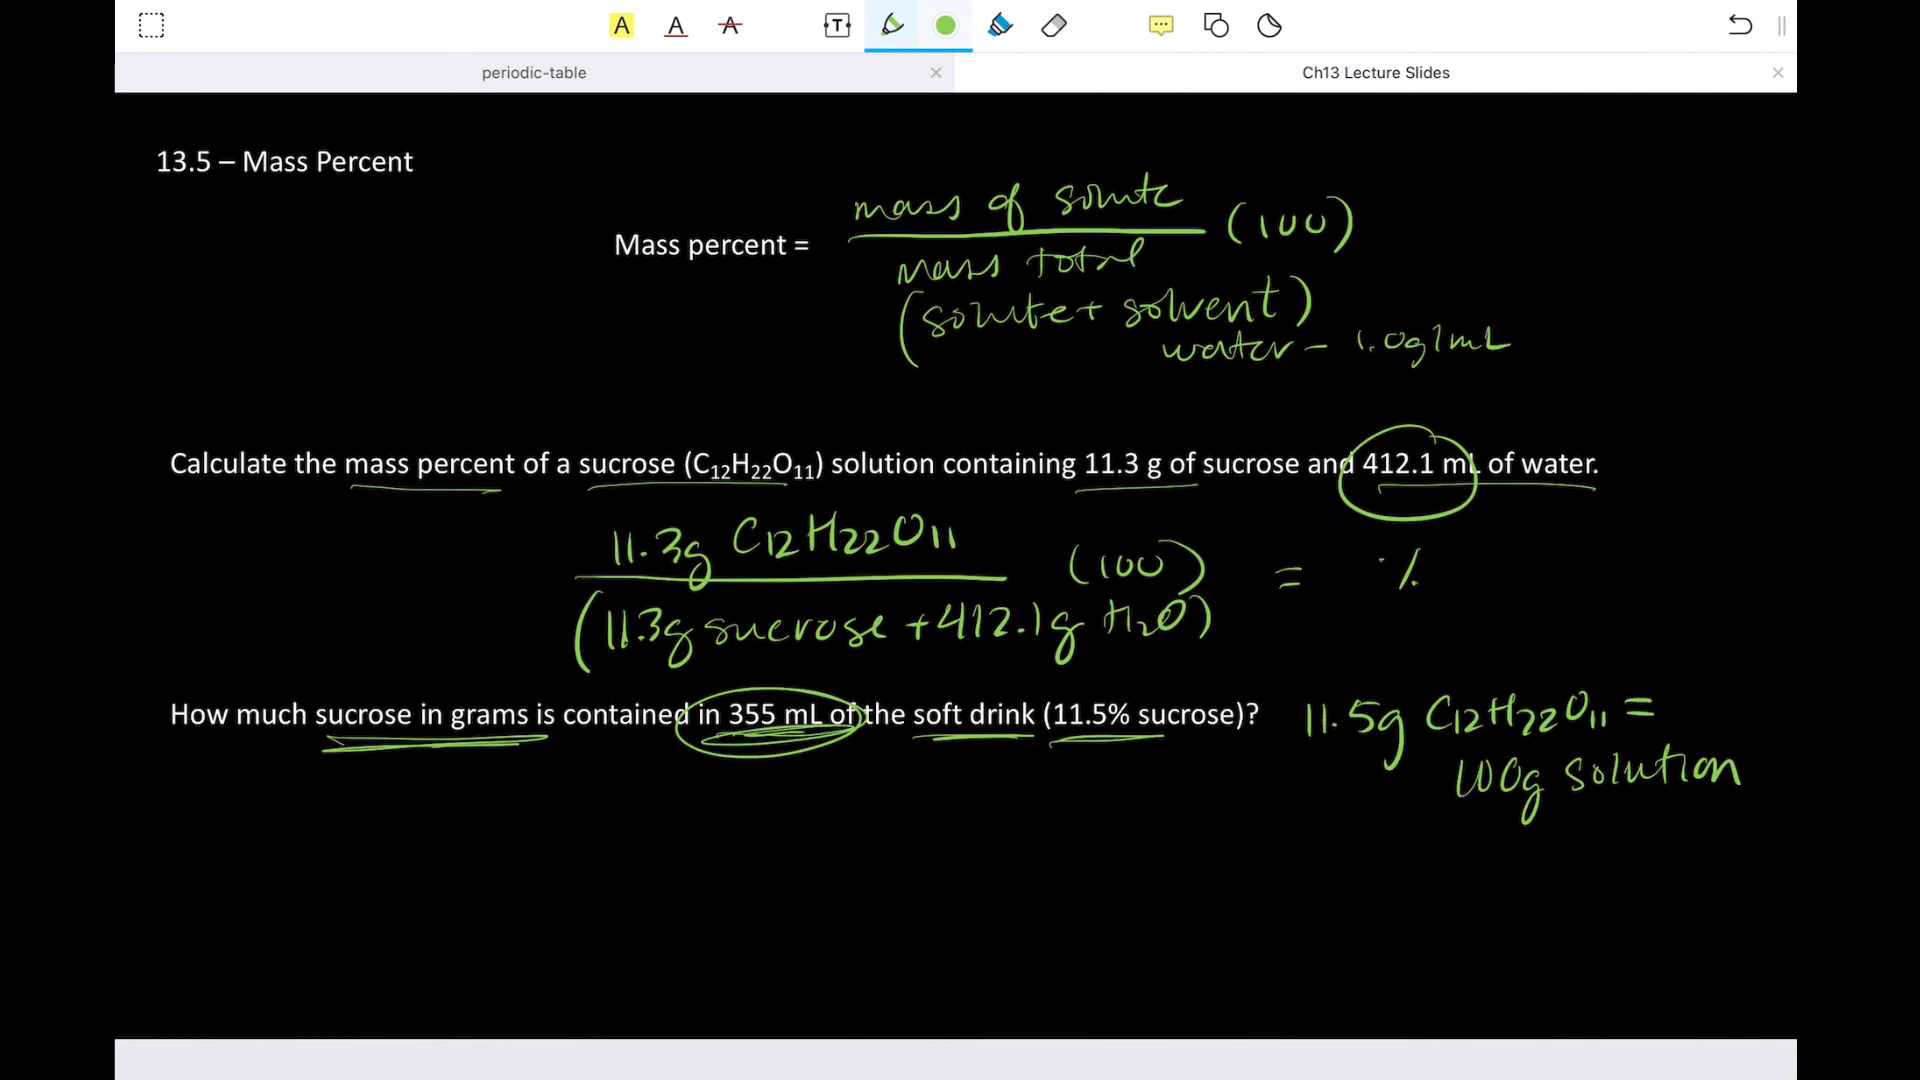 A A A T
periodic-table Ch13 Lecture Slides
13.5 – Mass Percent
Mass percent = mass of solute / mass total (100)
(solute + solvent)
water – 1.0g/mL
Calculate the mass percent of a sucrose (C₁₂H₂₂O₁₁) solution containing 11.3 g of sucrose and 412.1 mL of water.
11.3g C₁₂H₂₂O₁₁ (100) = %
(11.3g sucrose + 412.1g H₂O)
How much sucrose in grams is contained in 355 mL of the soft drink (11.5% sucrose)? 11.5g C₁₂H₂₂O₁₁ =
100g solution